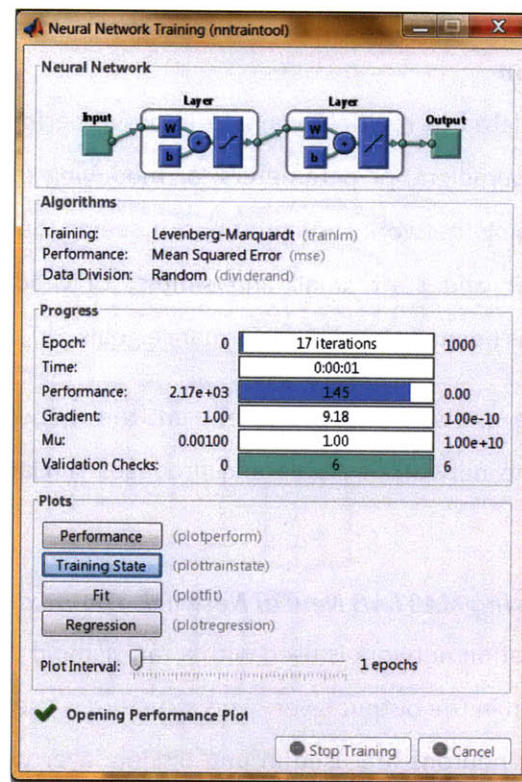 Neural Network Training (nntraintool)
Neural Network
Input
Layer
Layer
Output
W
b
+
W
b
+
Algorithms
Training: Levenberg-Marquardt (trainlm)
Performance: Mean Squared Error (mse)
Data Division: Random (dividerand)
Progress
Epoch: 0 17 iterations 1000
Time: 0:00:01
Performance: 2.17e+03 1.45 0.00
Gradient: 1.00 9.18 1.00e-10
Mu: 0.00100 1.00 1.00e+10
Validation Checks: 0 6 6
Plots
Performance (plotperform)
Training State (plottrainstate)
Fit (plotfit)
Regression (plotregression)
Plot Interval: 1 epochs
Opening Performance Plot
Stop Training Cancel